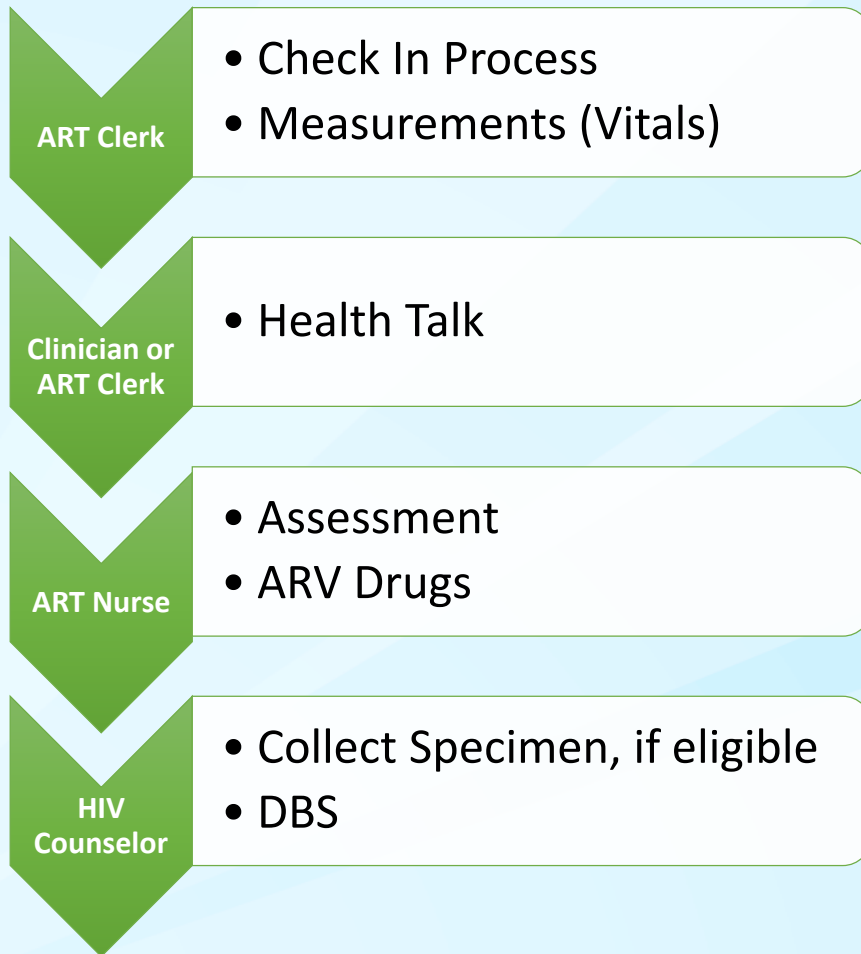 ART Clerk
• Check In Process
• Measurements (Vitals)
Clinician or
ART Clerk
• Health Talk
ART Nurse
• Assessment
• ARV Drugs
HIV
Counselor
• Collect Specimen, if eligible
• DBS